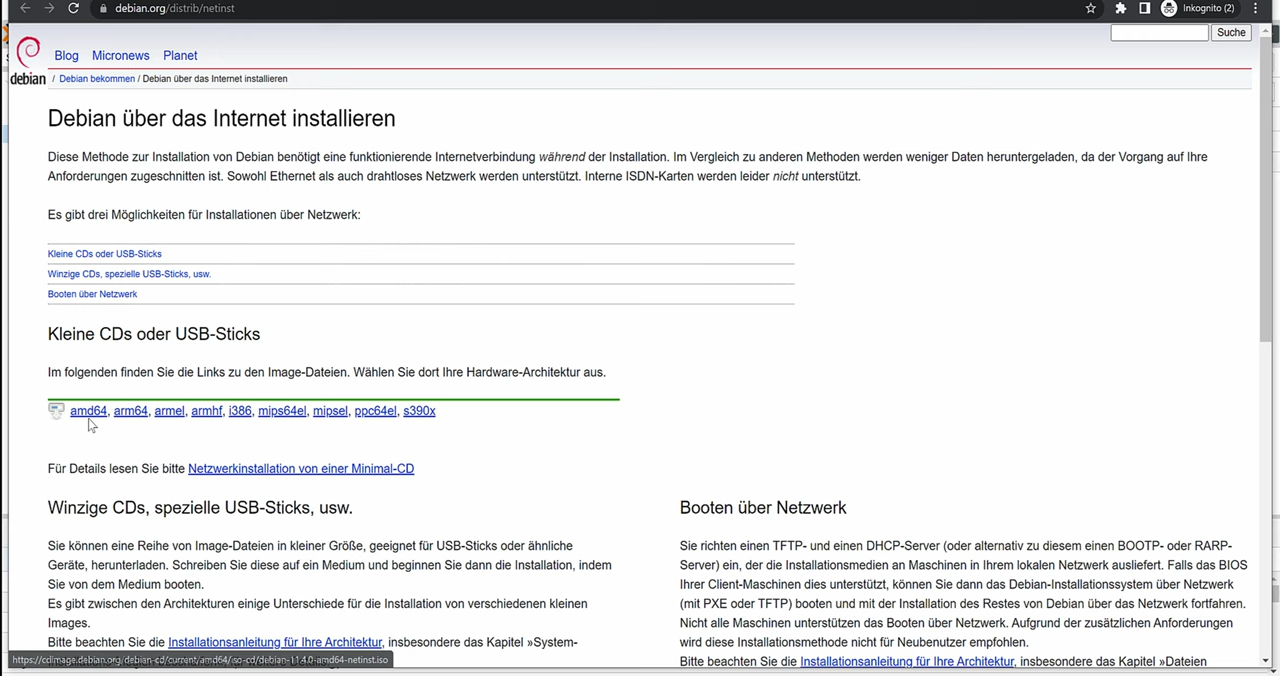 debian.org/distrib/netinst
Inkognito (2)
Suche
Blog Micronews Planet
debian / Debian bekommen / Debian über das Internet installieren
Debian über das Internet installieren
Diese Methode zur Installation von Debian benötigt eine funktionierende Internetverbindung während der Installation. Im Vergleich zu anderen Methoden werden weniger Daten heruntergeladen, da der Vorgang auf Ihre
Anforderungen zugeschnitten ist. Sowohl Ethernet als auch drahtloses Netzwerk werden unterstützt. Interne ISDN-Karten werden leider nicht unterstützt.
Es gibt drei Möglichkeiten für Installationen über Netzwerk:
Kleine CDs oder USB-Sticks
Winzige CDs, spezielle USB-Sticks, usw.
Booten über Netzwerk
Kleine CDs oder USB-Sticks
Im folgenden finden Sie die Links zu den Image-Dateien. Wählen Sie dort Ihre Hardware-Architektur aus.
amd64, arm64, armel, armhf, i386, mips64el, mipsel, ppc64el, s390x
Für Details lesen Sie bitte Netzwerkinstallation von einer Minimal-CD
Winzige CDs, spezielle USB-Sticks, usw.
Sie können eine Reihe von Image-Dateien in kleiner Größe, geeignet für USB-Sticks oder ähnliche
Geräte, herunterladen. Schreiben Sie diese auf ein Medium und beginnen Sie dann die Installation, indem
Sie von dem Medium booten.
Es gibt zwischen den Architekturen einige Unterschiede für die Installation von verschiedenen kleinen
Images.
Bitte beachten Sie die Installationsanleitung für Ihre Architektur, insbesondere das Kapitel »System-
Booten über Netzwerk
Sie richten einen TFTP- und einen DHCP-Server (oder alternativ zu diesem einen BOOTP- oder RARP-
Server) ein, der die Installationsmedien an Maschinen in Ihrem lokalen Netzwerk ausliefert. Falls das BIOS
Ihrer Client-Maschinen dies unterstützt, können Sie dann das Debian-Installationssystem über Netzwerk
(mit PXE oder TFTP) booten und mit der Installation des Restes von Debian über das Netzwerk fortfahren.
Nicht alle Maschinen unterstützen das Booten über Netzwerk. Aufgrund der zusätzlichen Anforderungen
wird diese Installationsmethode nicht für Neubenutzer empfohlen.
Bitte beachten Sie die Installationsanleitung für Ihre Architektur, insbesondere das Kapitel »Dateien
https://cdimage.debian.org/debian-cd/current/amd64/iso-cd/debian-11.4.0-amd64-netinst.iso